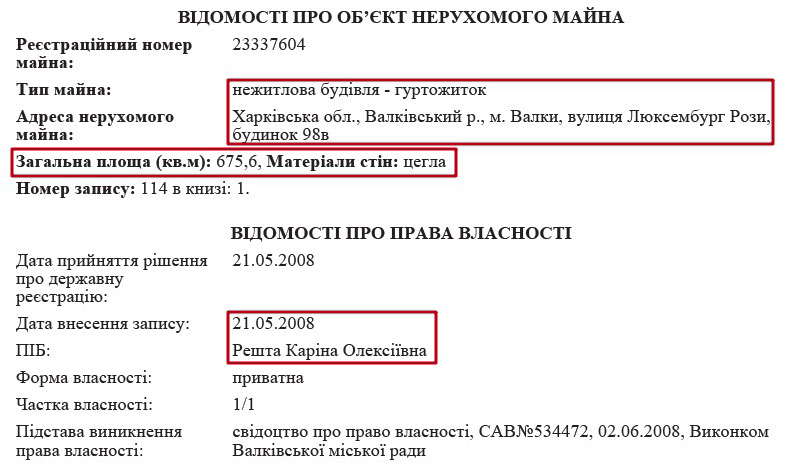 ВІДОМОСТІ ПРО ОБ’ЄКТ НЕРУХОМОГО МАЙНА
Реєстраційний номер майна: 23337604
Тип майна: нежитлова будівля - гуртожиток
Адреса нерухомого майна: Харківська обл., Валківський р., м. Валки, вулиця Люксембург Рози, будинок 98в
Загальна площа (кв.м): 675,6, Матеріали стін: цегла
Номер запису: 114 в книзі: 1.
ВІДОМОСТІ ПРО ПРАВА ВЛАСНОСТІ
Дата прийняття рішення про державну реєстрацію: 21.05.2008
Дата внесення запису: 21.05.2008
ПІБ: Решта Каріна Олексіївна
Форма власності: приватна
Частка власності: 1/1
Підстава виникнення права власності: свідоцтво про право власності, САВ№534472, 02.06.2008, Виконком Валківської міської ради